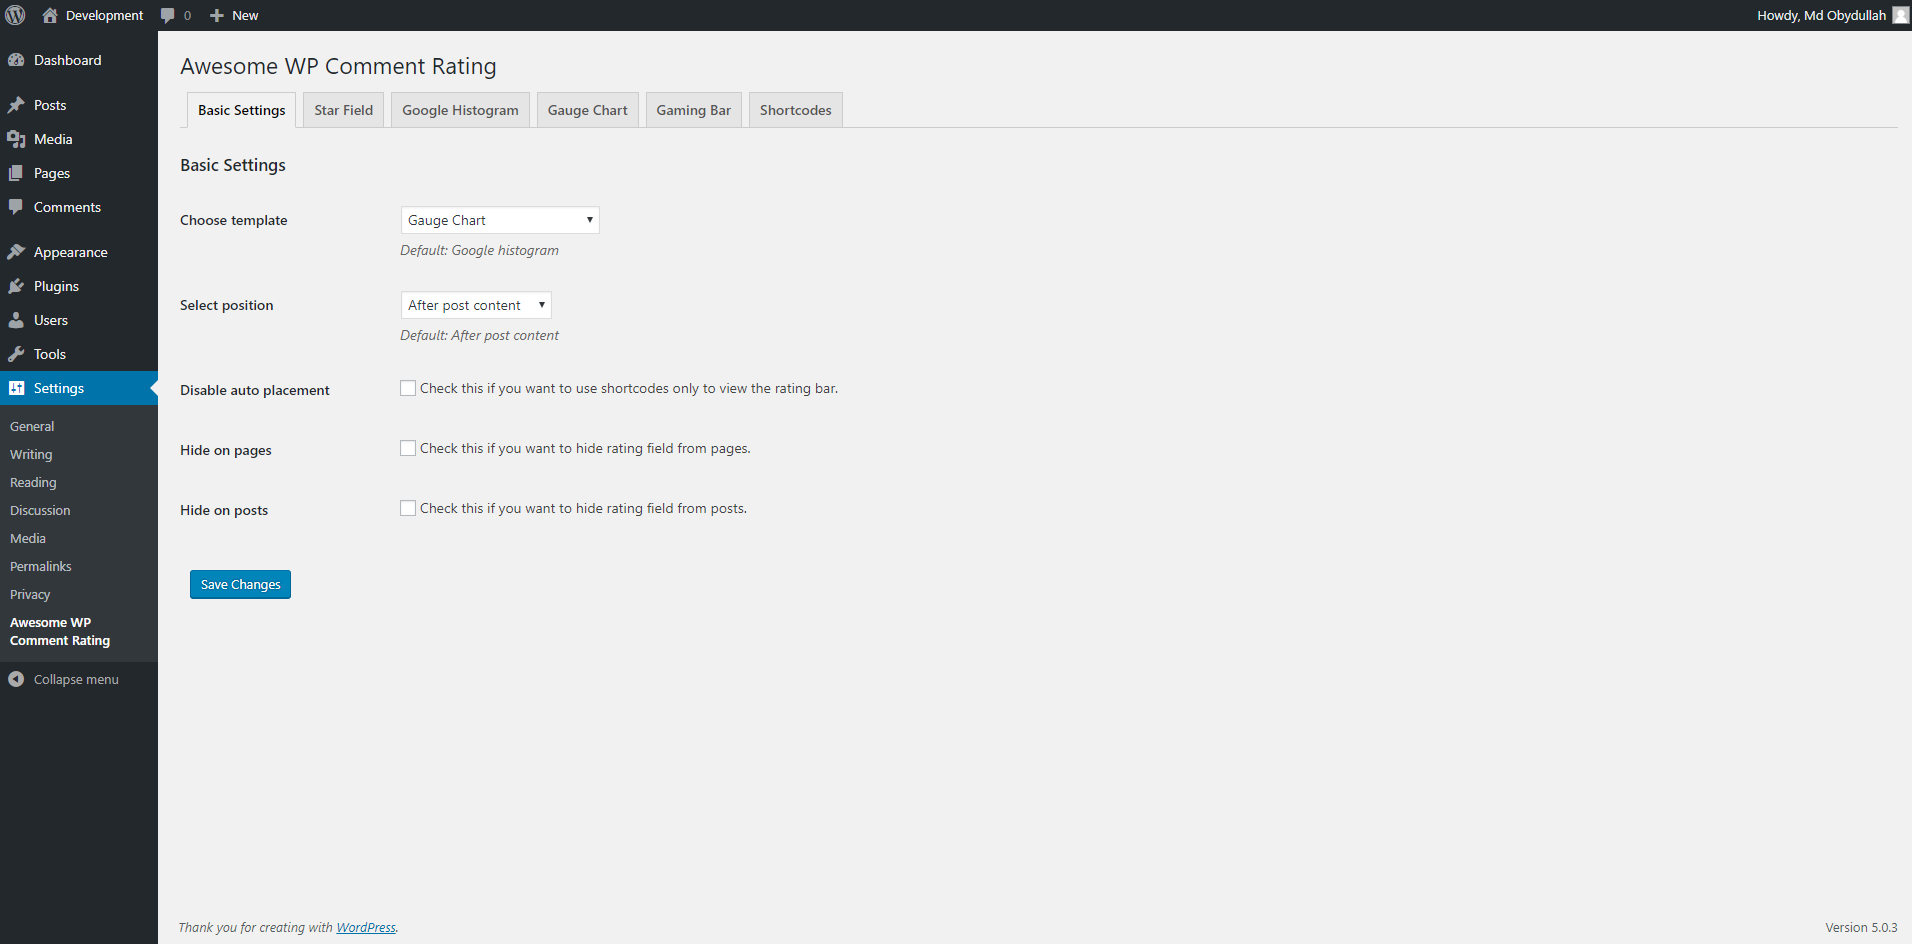 Development 0 New Howdy, Md Obydullah
Dashboard
Posts
Media
Pages
Comments
Appearance
Plugins
Users
Tools
Settings
General
Writing
Reading
Discussion
Media
Permalinks
Privacy
Awesome WP
Comment Rating
Collapse menu
Awesome WP Comment Rating
Basic Settings Star Field Google Histogram Gauge Chart Gaming Bar Shortcodes
Basic Settings
Choose template Gauge Chart
Default: Google histogram
Select position After post content
Default: After post content
Disable auto placement Check this if you want to use shortcodes only to view the rating bar.
Hide on pages Check this if you want to hide rating field from pages.
Hide on posts Check this if you want to hide rating field from posts.
Save Changes
Thank you for creating with WordPress. Version 5.0.3